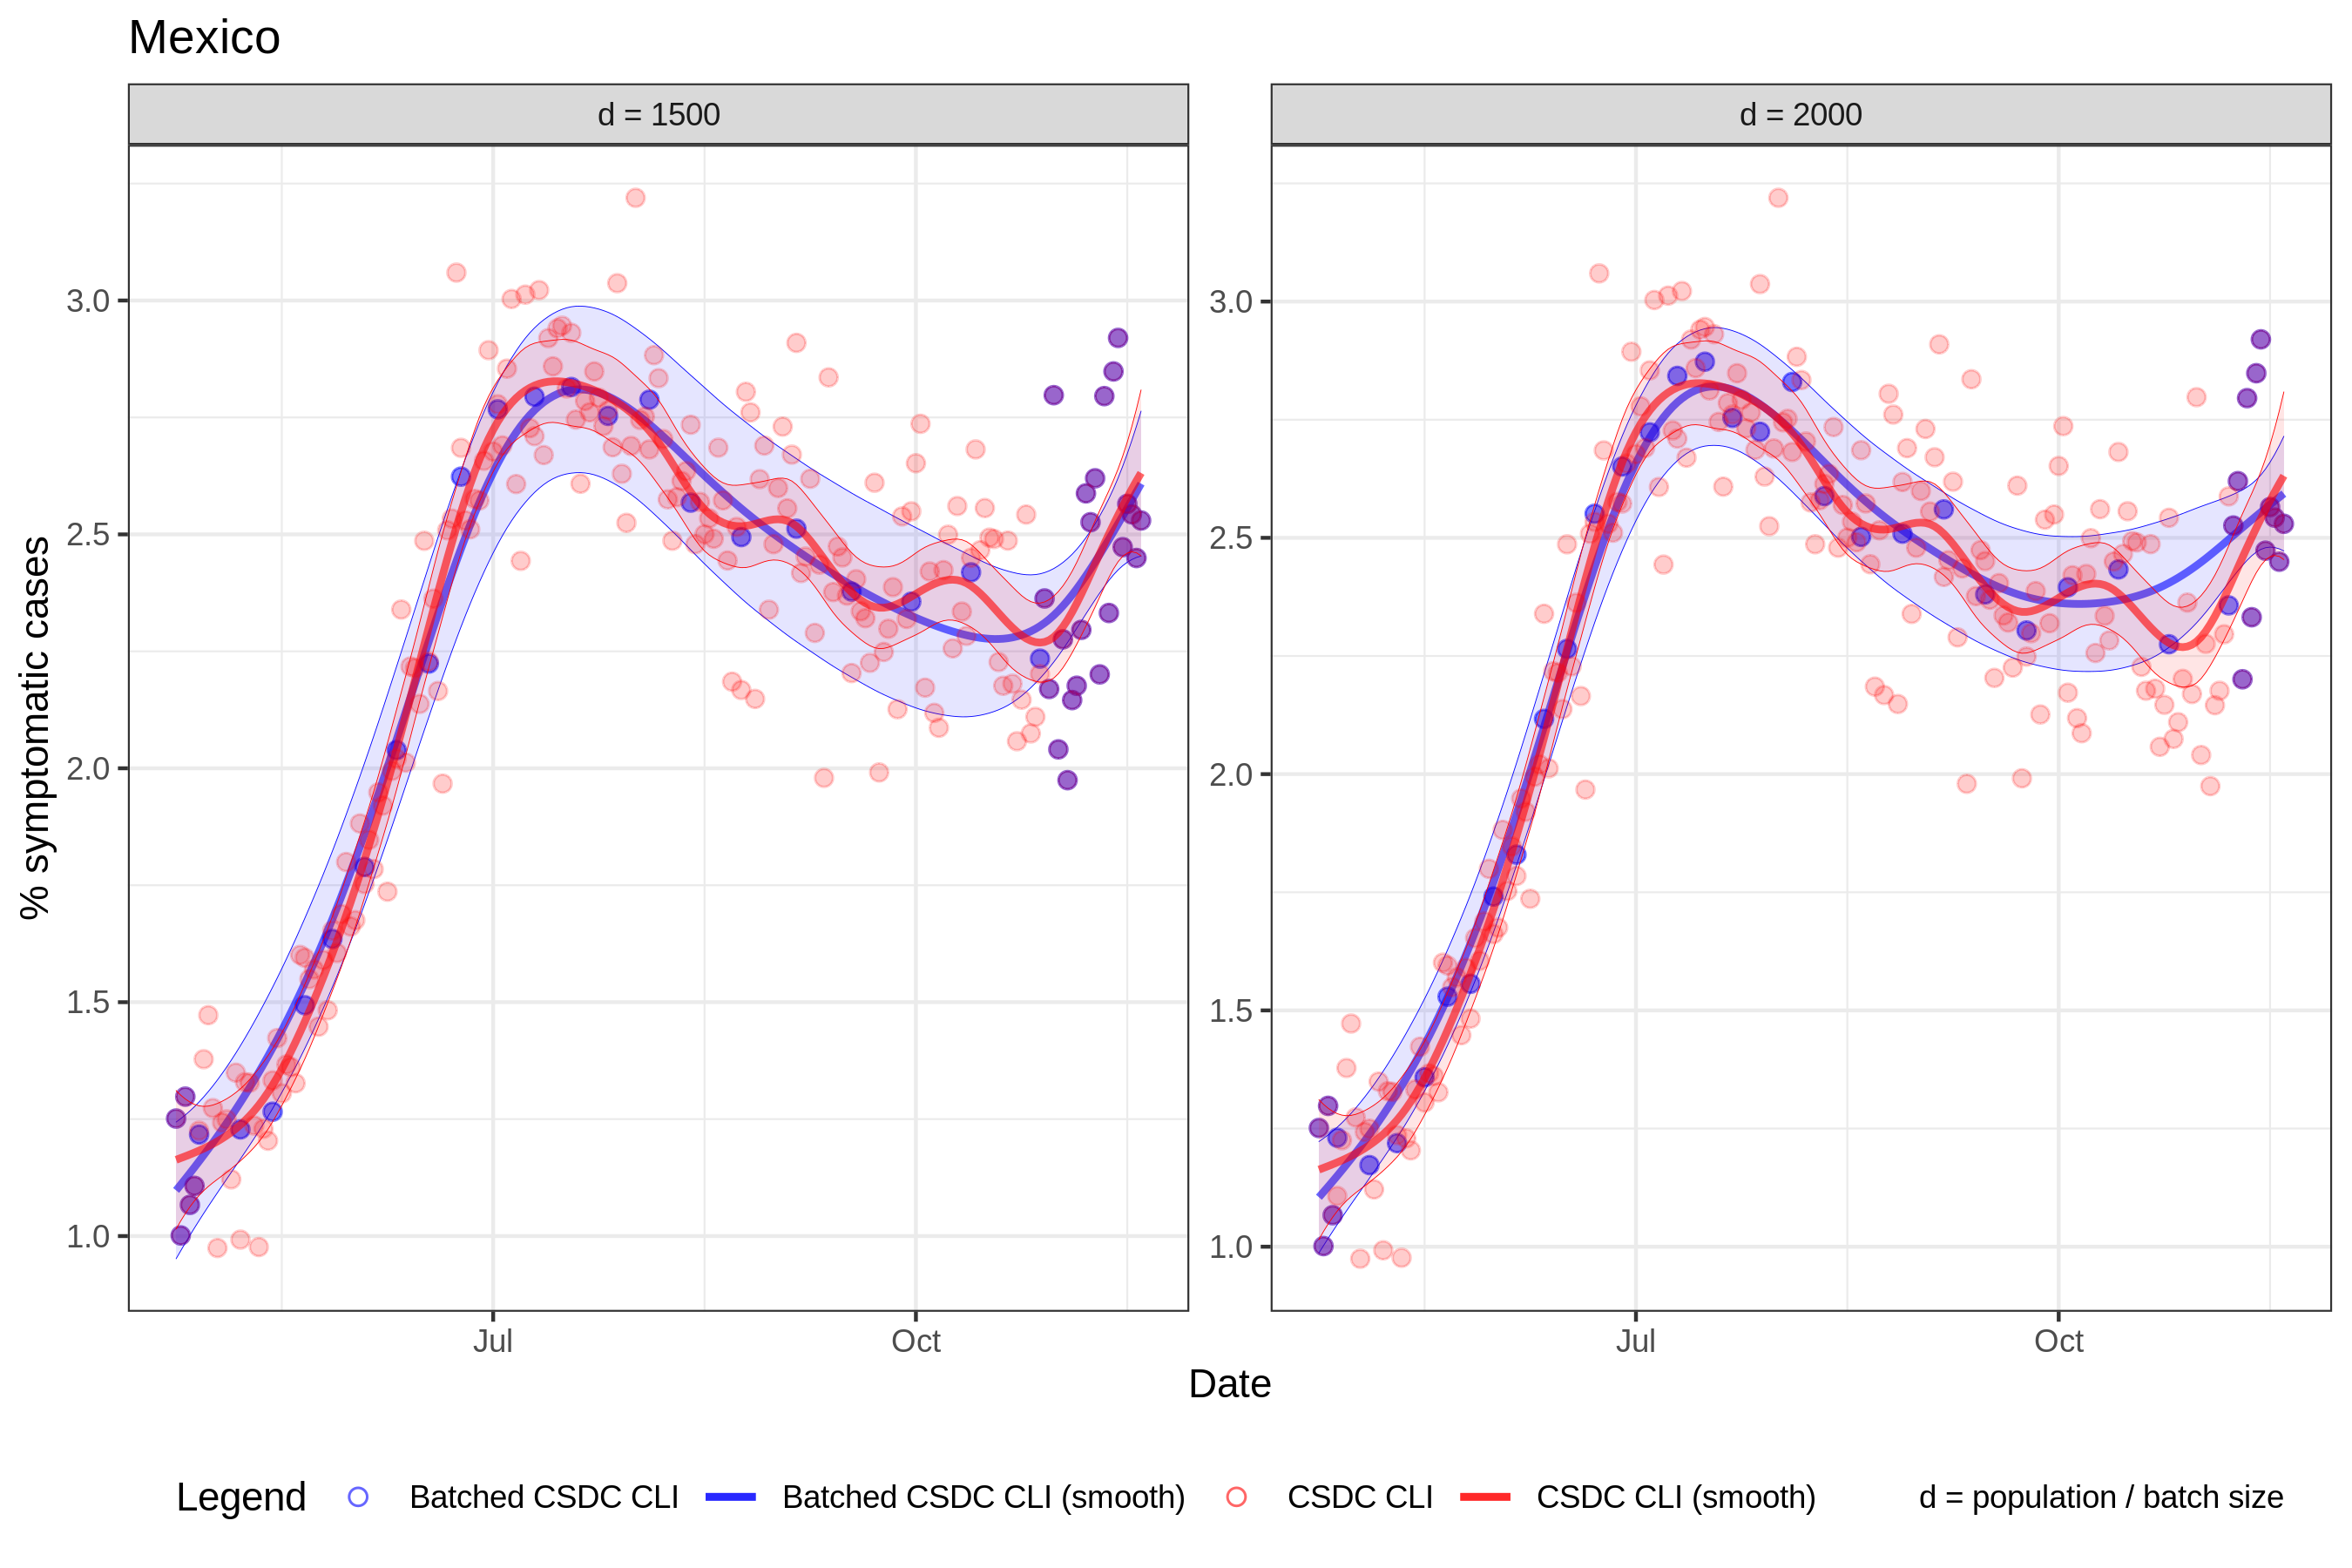 Mexico
d = 1500
d = 2000
% symptomatic cases
3.0
2.5
2.0
1.5
1.0
3.0
2.5
2.0
1.5
1.0
Jul
Oct
Jul
Oct
Date
Legend
Batched CSDC CLI
Batched CSDC CLI (smooth)
CSDC CLI
CSDC CLI (smooth)
d = population / batch size